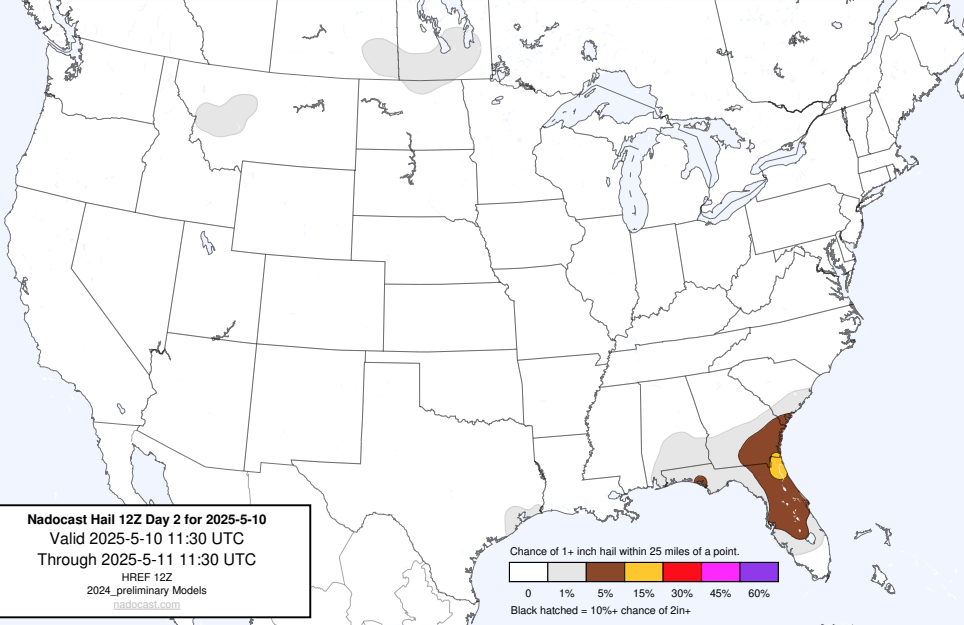 Nadocast Hail 12Z Day 2 for 2025-5-10
Valid 2025-5-10 11:30 UTC
Through 2025-5-11 11:30 UTC
HREF 12Z
2024_preliminary Models
nadocast.com
Chance of 1+ inch hail within 25 miles of a point.
0 1% 5% 15% 30% 45% 60%
Black hatched = 10%+ chance of 2in+